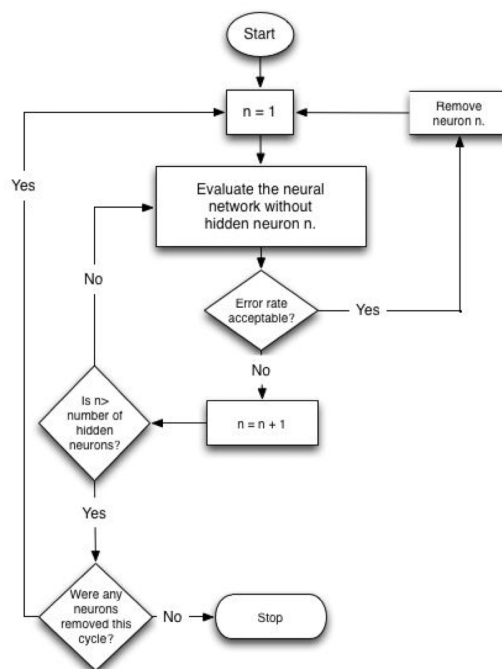 Start
n = 1
Remove
neuron n.
Yes
Evaluate the neural
network without
hidden neuron n.
No
Error rate
acceptable?
Yes
No
Is n>
number of
hidden
neurons?
n = n + 1
Yes
Were any
neurons
removed this
cycle?
No
Stop